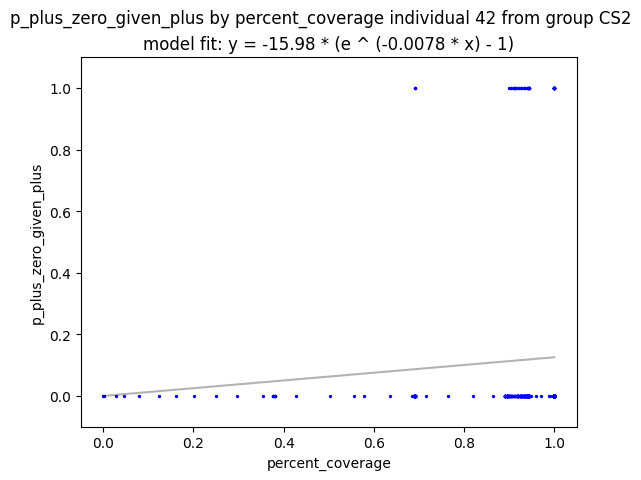 p_plus_zero_given_plus by percent_coverage individual 42 from group CS2
model fit: y = -15.98 * (e ^ (-0.0078 * x) - 1)
1.0
0.8
0.6
0.4
0.2
0.0
p_plus_zero_given_plus
0.0 0.2 0.4 0.6 0.8 1.0
percent_coverage